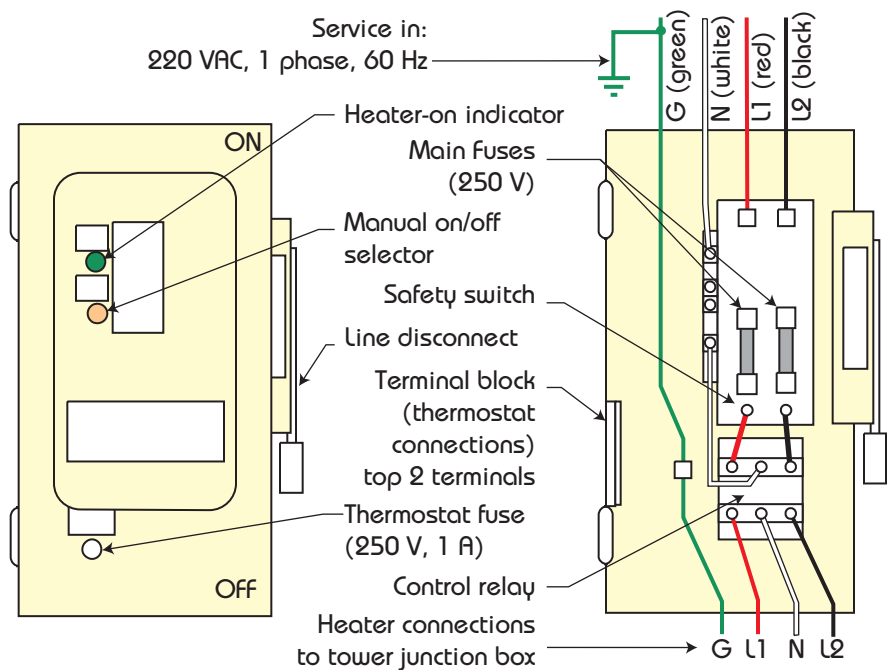 Service in:
220 VAC, 1 phase, 60 Hz
G (green)
N (white)
L1 (red)
L2 (black)
ON
Heater-on indicator
Main Fuses
(250 V)
Manual on/off
selector
Safety switch
Line disconnect
Terminal block
(thermostat
connections)
top 2 terminals
Thermostat fuse
(250 V, 1 A)
OFF
Control relay
Heater connections
to tower junction box
G L1 N L2